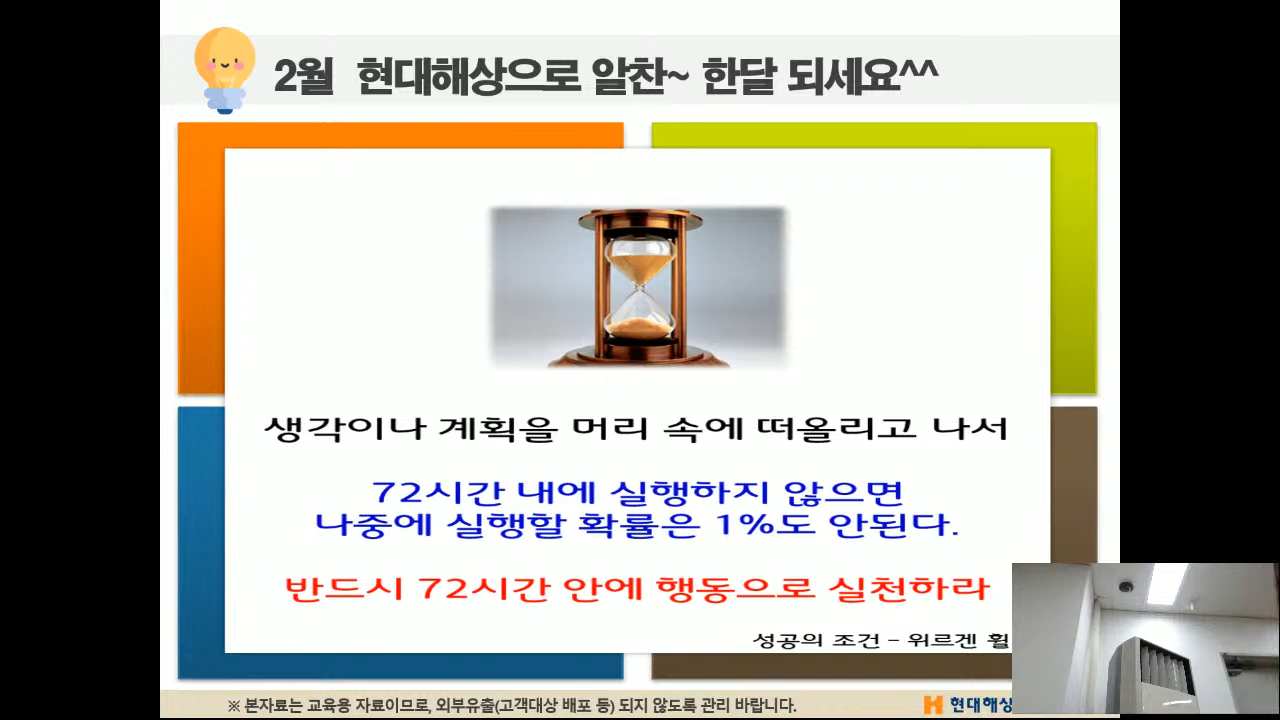 2월 현대해상으로 알찬~ 한달 되세요^^
생각이나 계획을 머리 속에 떠올리고 나서
72시간 내에 실행하지 않으면
나중에 실행할 확률은 1%도 안된다.
반드시 72시간 안에 행동으로 실천하라
성공의 조건 - 위르겐 휠
※ 본자료는 교육용 자료이므로, 외부유출(고객대상 배포 등) 되지 않도록 관리 바랍니다.
현대해상